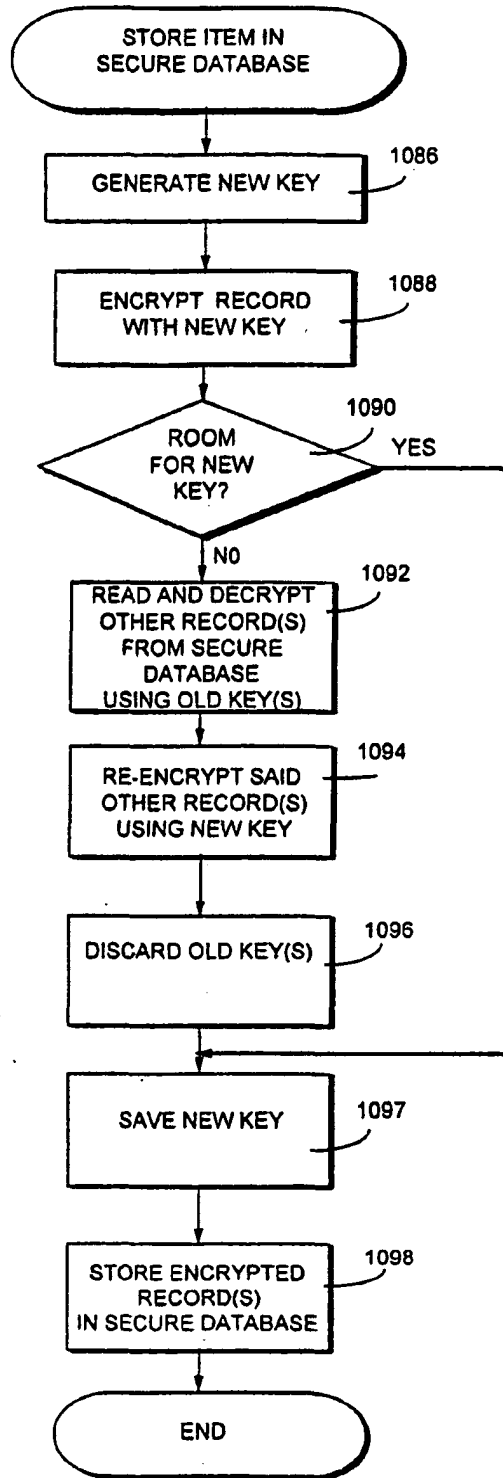 STORE ITEM IN
SECURE DATABASE
1086
GENERATE NEW KEY
1088
ENCRYPT RECORD
WITH NEW KEY
1090
ROOM
FOR NEW
KEY?
YES
NO
1092
READ AND DECRYPT
OTHER RECORD(S)
FROM SECURE
DATABASE
USING OLD KEY(S)
1094
RE-ENCRYPT SAID
OTHER RECORD(S)
USING NEW KEY
1096
DISCARD OLD KEY(S)
1097
SAVE NEW KEY
1098
STORE ENCRYPTED
RECORD(S)
IN SECURE DATABASE
END